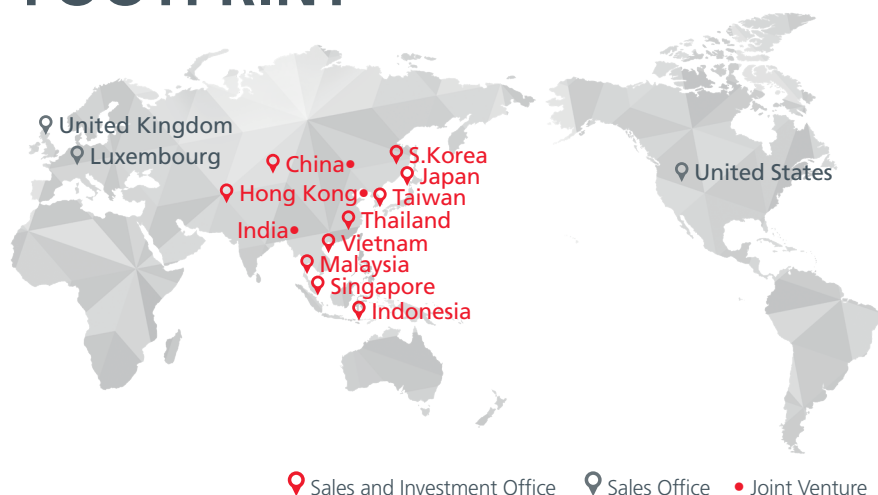 FOOTPRINT
United Kingdom
Luxembourg
China
S.Korea
Japan
Hong Kong
Taiwan
United States
India
Thailand
Vietnam
Malaysia
Singapore
Indonesia
Sales and Investment Office
Sales Office
Joint Venture